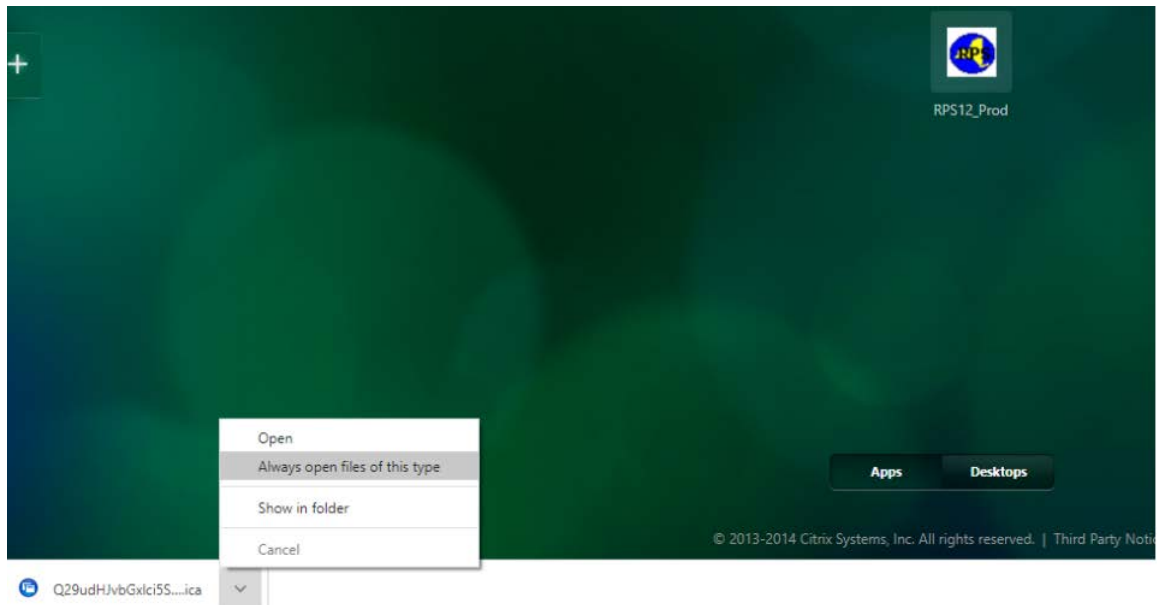 +
RPS
RPS12_Prod
Open
Always open files of this type
Show in folder
Cancel
Apps Desktops
© 2013-2014 Citrix Systems, Inc. All rights reserved. | Third Party Notic
Q29udHJvbGxlci5S....ica